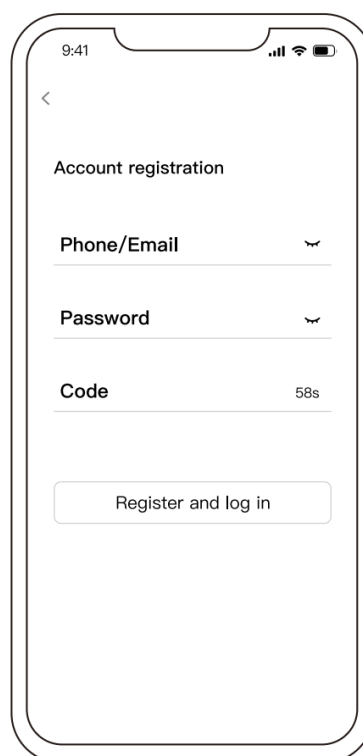 9:41
Account registration
Phone/Email
Password
Code 58s
Register and log in